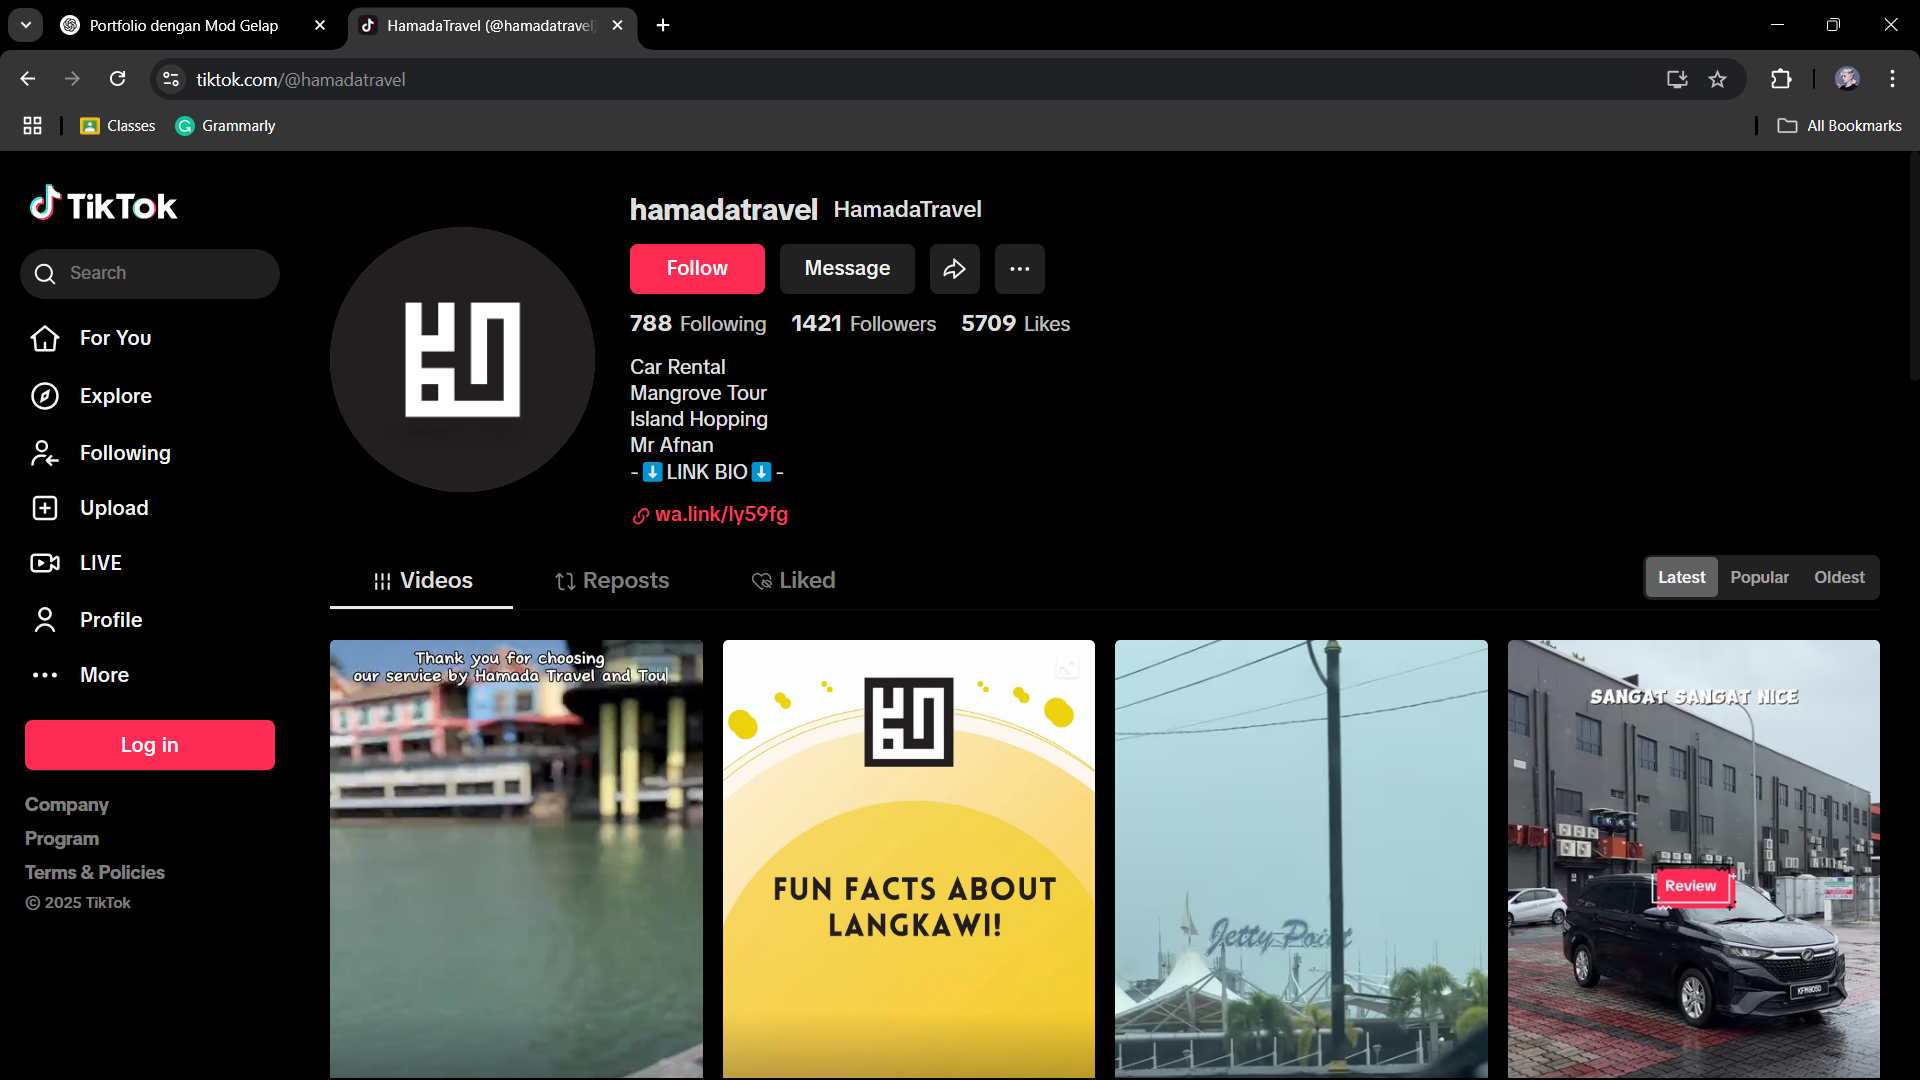 Portfolio dengan Mod Gelap
HamadaTravel (@hamadatravel)
tiktok.com/@hamadatravel
Classes
Grammarly
All Bookmarks
TikTok
Search
For You
Explore
Following
Upload
LIVE
Profile
More
Log in
Company
Program
Terms & Policies
© 2025 TikTok
hamadatravel HamadaTravel
Follow
Message
788 Following 1421 Followers 5709 Likes
Car Rental
Mangrove Tour
Island Hopping
Mr Afnan
-⬇️LINK BIO⬇️-
wa.link/ly59fg
Videos
Reposts
Liked
Latest
Popular
Oldest
Thank you for choosing
our service by Hamada Travel and Tou
FUN FACTS ABOUT
LANGKAWI!
Jetty Point
SANGAT SANGAT NICE
Review
KFM8050